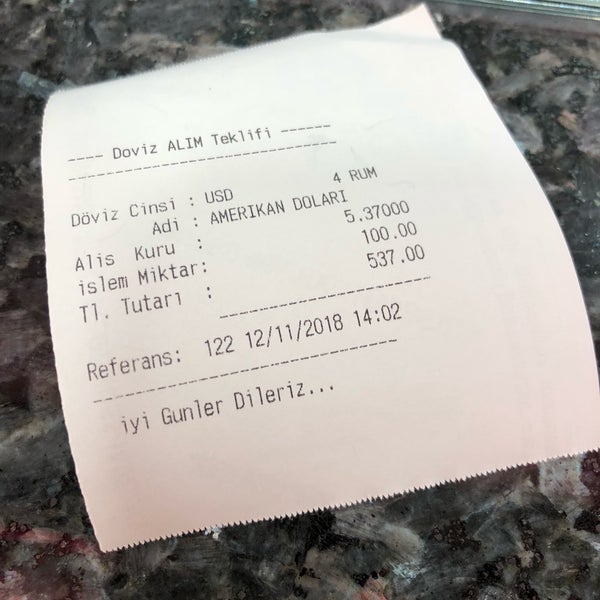 ---- Doviz ALIM Teklifi ------
--------------------------------
Döviz Cinsi : USD 4 RUM
Adi : AMERIKAN DOLARI
Alis Kuru : 5.37000
islem Miktar: 100.00
Tl. Tutarı : 537.00
--------------------------
Referans: 122 12/11/2018 14:02
--------------------------------
iyi Gunler Dileriz...